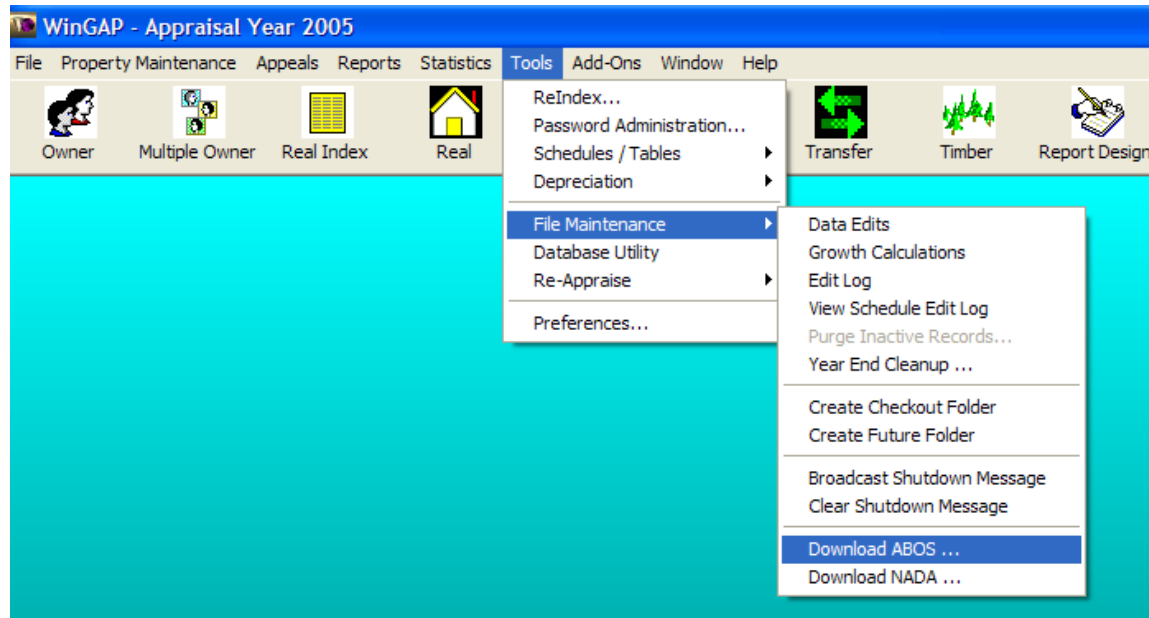 WinGAP - Appraisal Year 2005
File Property Maintenance Appeals Reports Statistics Tools Add-Ons Window Help
Owner Multiple Owner Real Index Real Transfer Timber Report Design
ReIndex...
Password Administration...
Schedules / Tables
Depreciation
File Maintenance
Database Utility
Re-Appraise
Preferences...
Data Edits
Growth Calculations
Edit Log
View Schedule Edit Log
Purge Inactive Records...
Year End Cleanup ...
Create Checkout Folder
Create Future Folder
Broadcast Shutdown Message
Clear Shutdown Message
Download ABOS ...
Download NADA ...